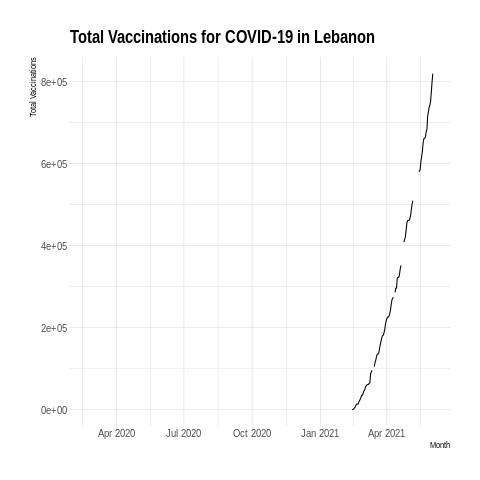 Total Vaccinations for COVID-19 in Lebanon
Total Vaccinations
8e+05
6e+05
4e+05
2e+05
0e+00
Apr 2020 Jul 2020 Oct 2020 Jan 2021 Apr 2021
Month